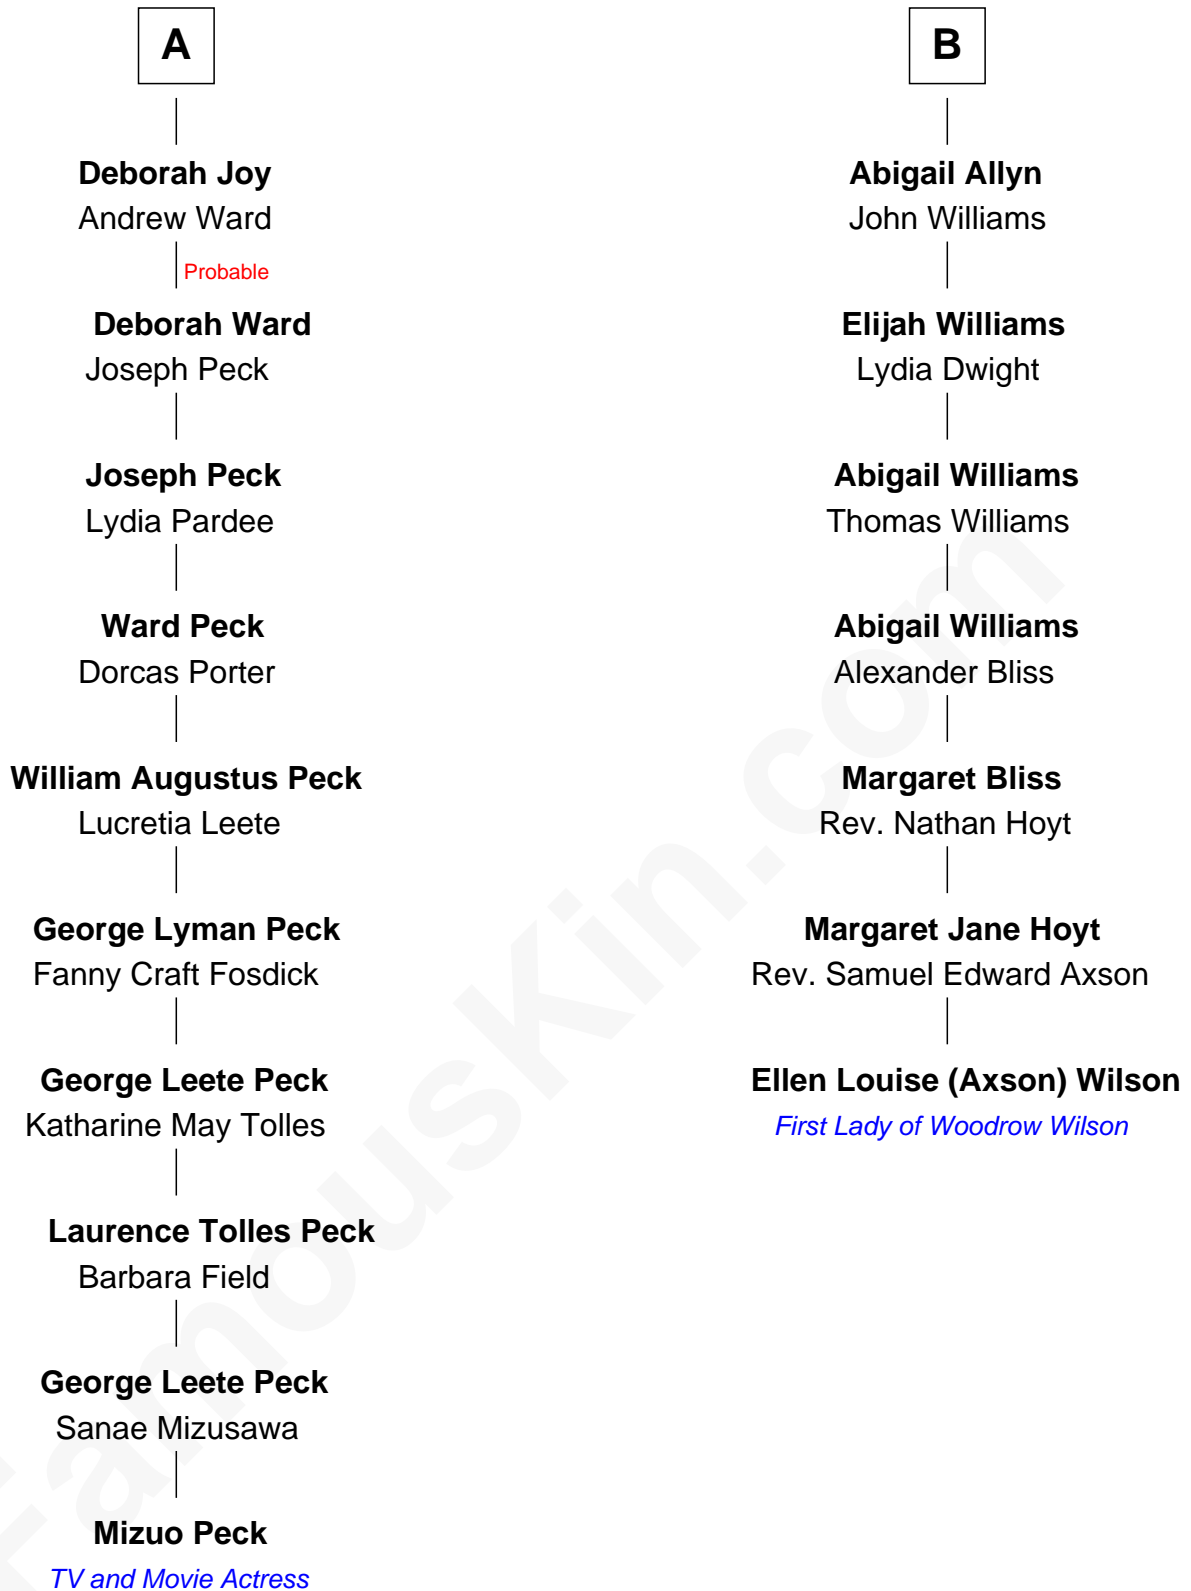 A
Deborah Joy
Andrew Ward
Probable
Deborah Ward
Joseph Peck
Joseph Peck
Lydia Pardee
Ward Peck
Dorcas Porter
William Augustus Peck
Lucretia Leete
George Lyman Peck
Fanny Craft Fosdick
George Leete Peck
Katharine May Tolles
Laurence Tolles Peck
Barbara Field
George Leete Peck
Sanae Mizusawa
Mizuo Peck
TV and Movie Actress
B
Abigail Allyn
John Williams
Elijah Williams
Lydia Dwight
Abigail Williams
Thomas Williams
Abigail Williams
Alexander Bliss
Margaret Bliss
Rev. Nathan Hoyt
Margaret Jane Hoyt
Rev. Samuel Edward Axson
Ellen Louise (Axson) Wilson
First Lady of Woodrow Wilson
FamousKin.com